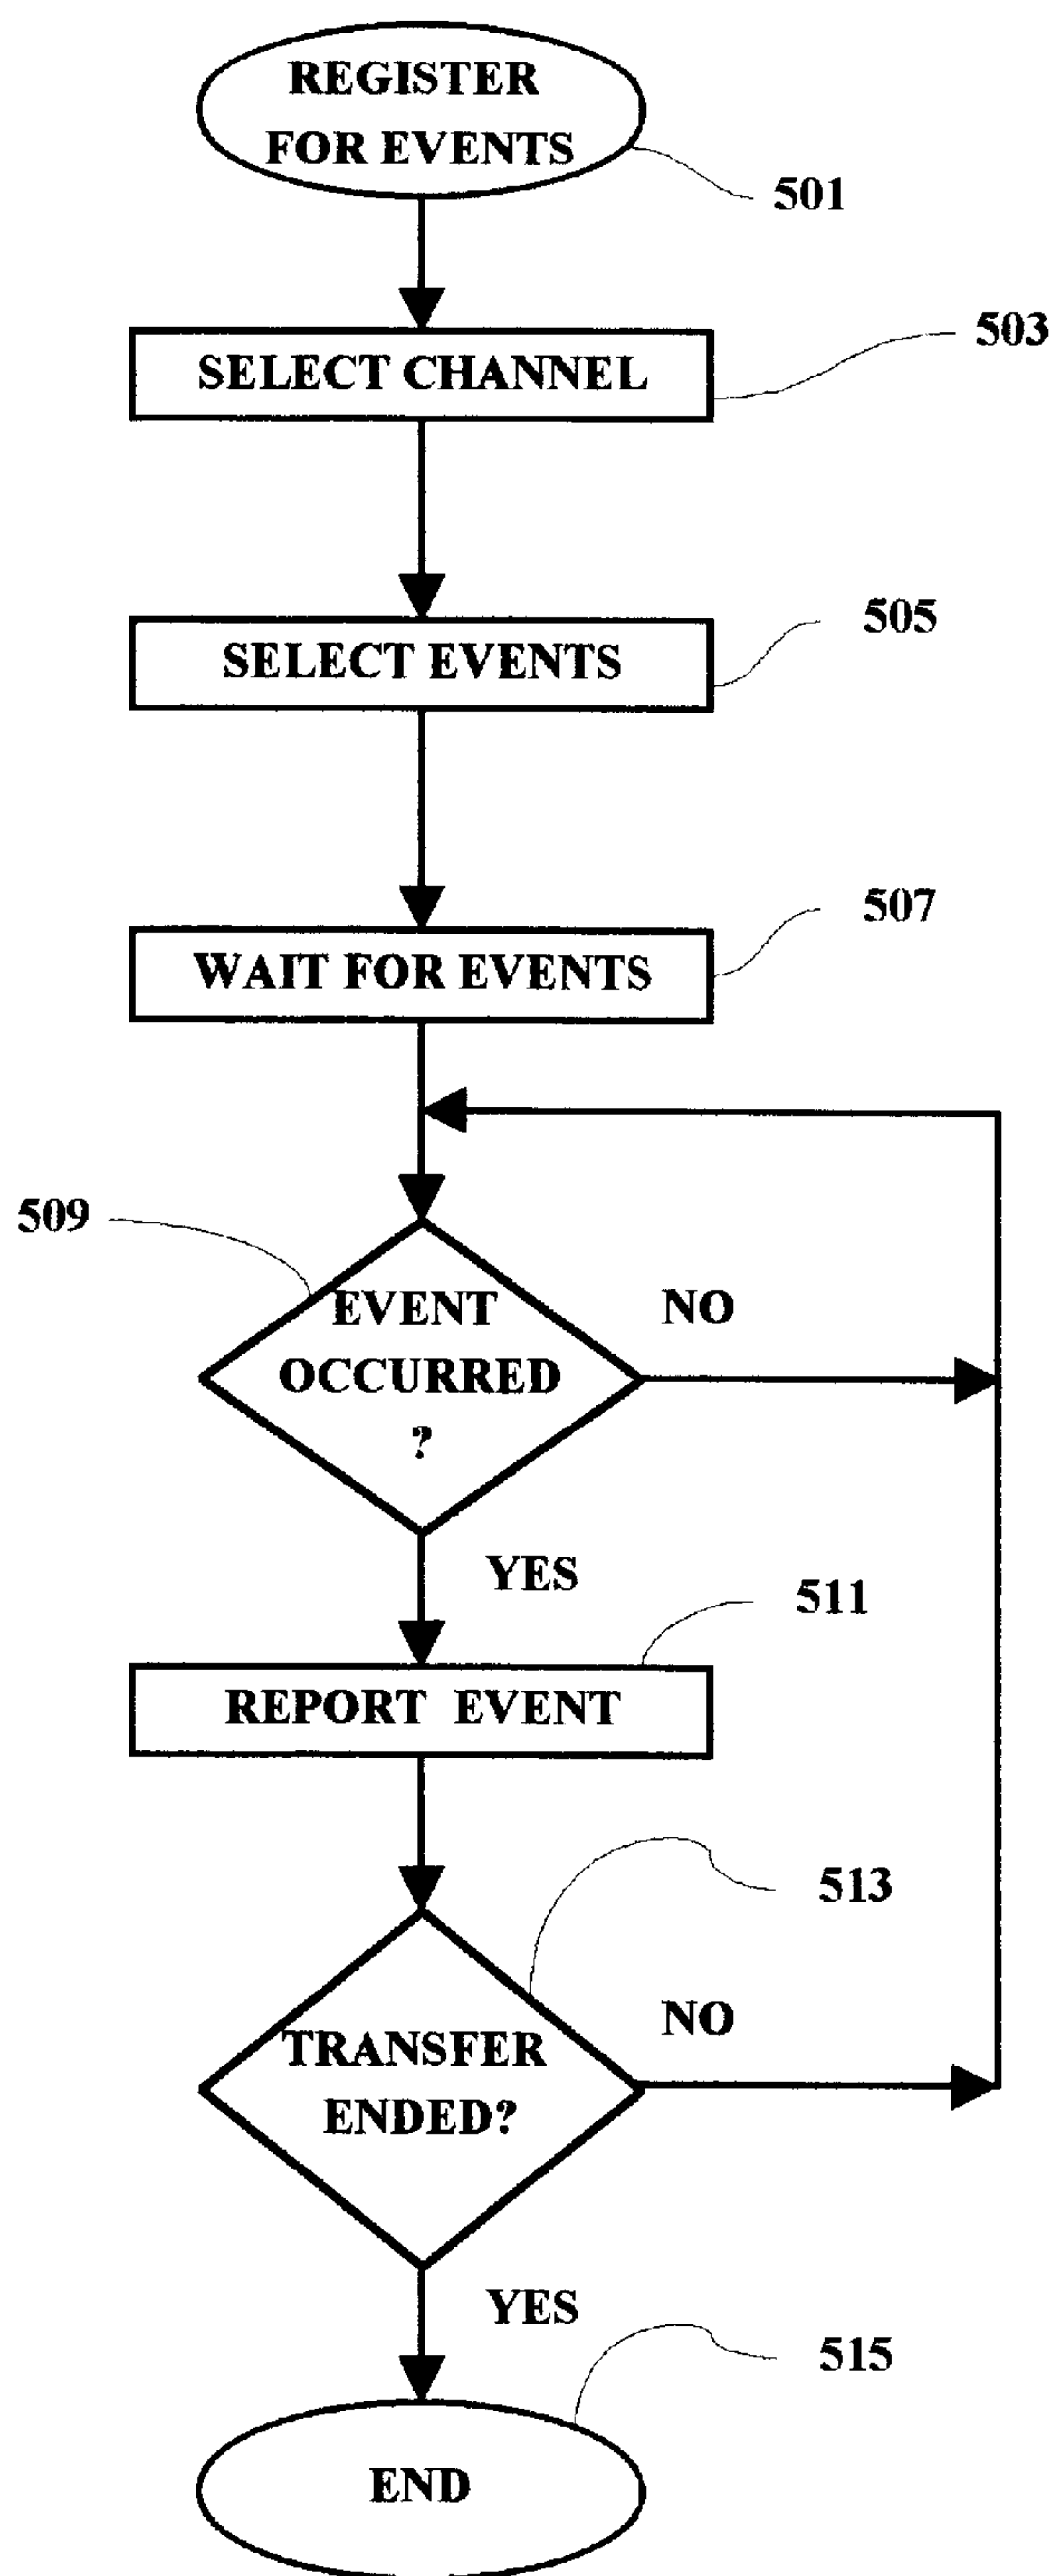 REGISTER
FOR EVENTS
501
503
SELECT CHANNEL
505
SELECT EVENTS
507
WAIT FOR EVENTS
509
EVENT
OCCURRED
?
NO
YES
511
REPORT EVENT
513
TRANSFER
ENDED?
NO
YES
515
END